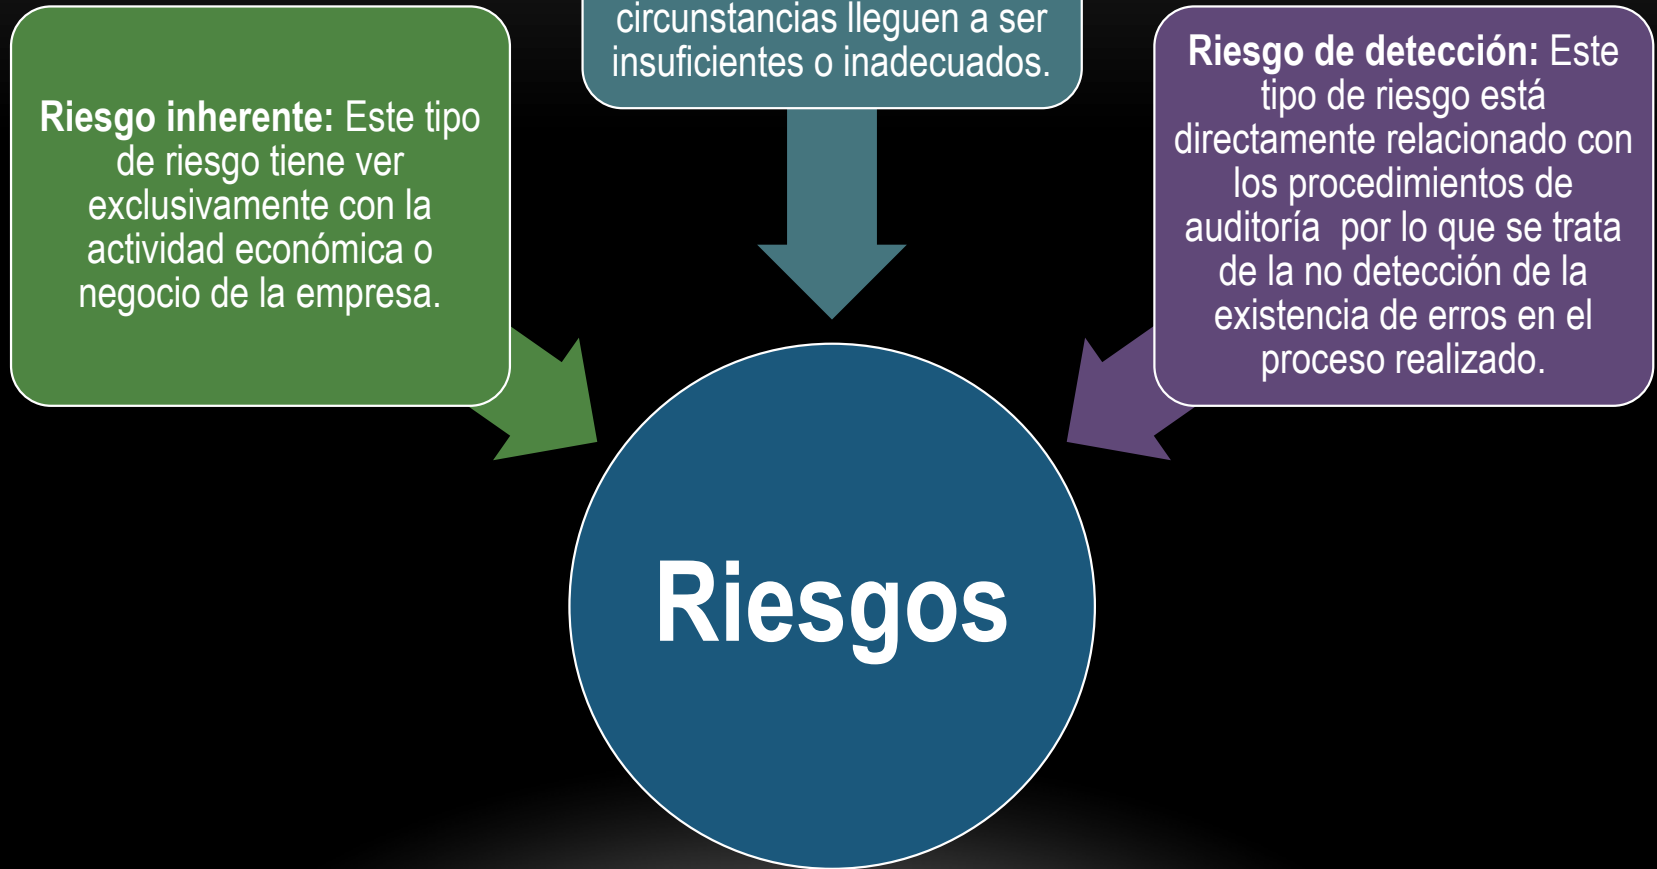 Riesgo inherente: Este tipo
de riesgo tiene ver
exclusivamente con la
actividad económica o
negocio de la empresa.
circunstancias lleguen a ser
insuficientes o inadecuados.
Riesgo de detección: Este
tipo de riesgo está
directamente relacionado con
los procedimientos de
auditoría  por lo que se trata
de la no detección de la
existencia de erros en el
proceso realizado.
Riesgos